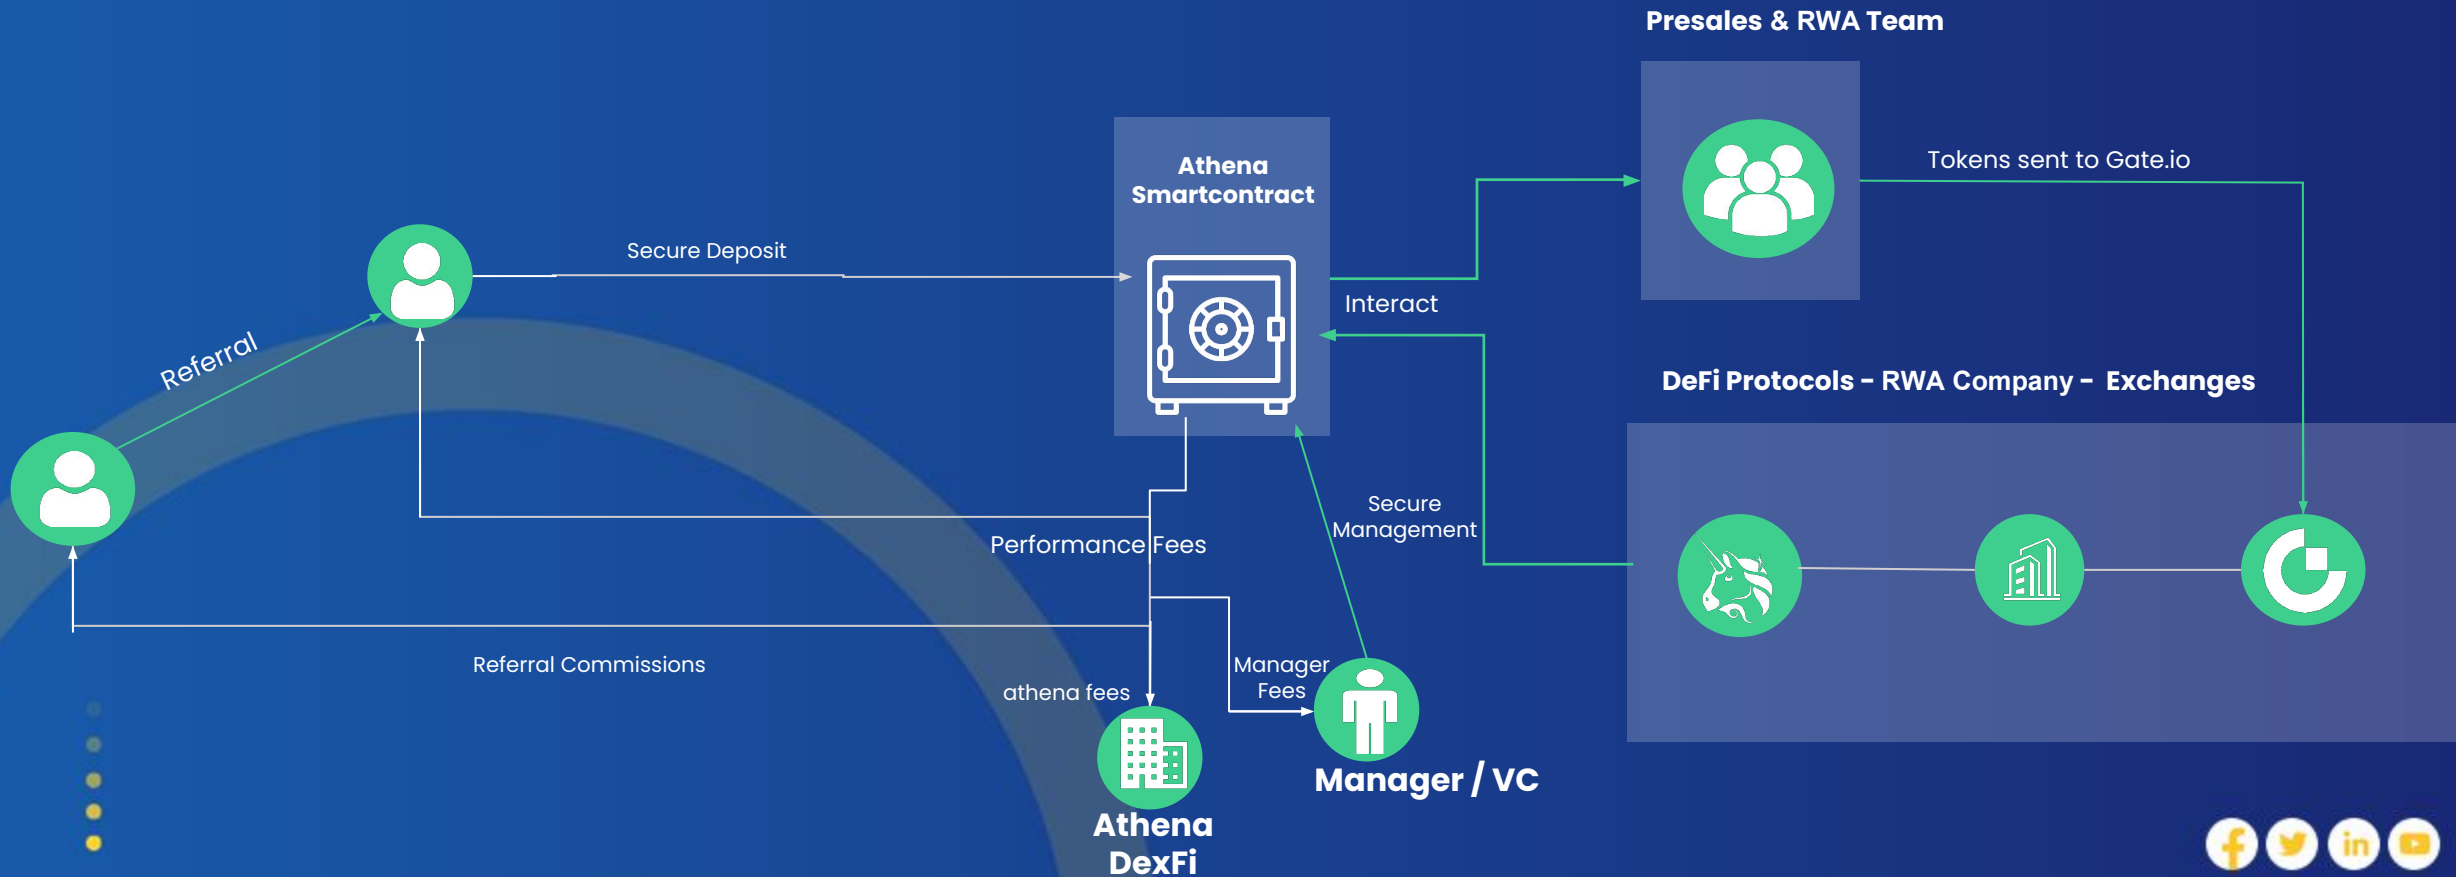 Presales & RWA Team
Athena
Smartcontract
Tokens sent to Gate.io
Secure Deposit
Interact
Referral
DeFi Protocols - RWA Company - Exchanges
Secure
Management
Performance Fees
Referral Commissions
athena fees
Manager
Fees
Manager / VC
Athena
DexFi
f
in